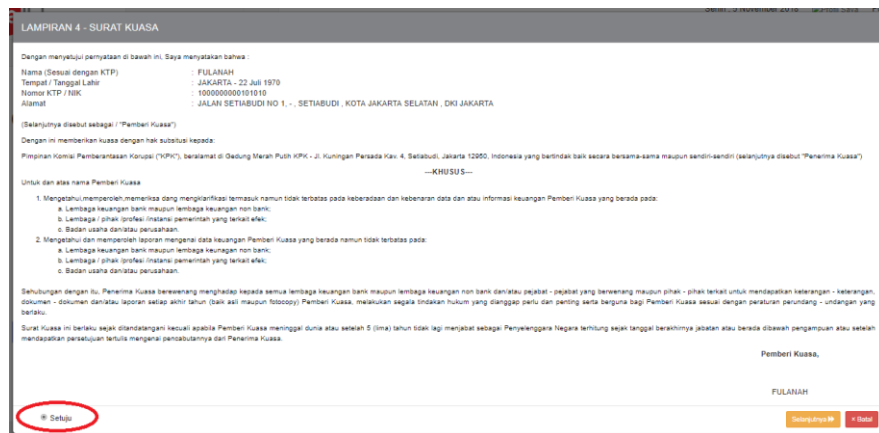 Senin , 5 November 2018
LAMPIRAN 4 - SURAT KUASA
Dengan menyetujui pernyataan di bawah ini, Saya menyatakan bahwa :
Nama (Sesuai dengan KTP) : FULANAH
Tempat / Tanggal Lahir : JAKARTA - 22 Juli 1970
Nomor KTP / NIK : 1000000000101010
Alamat : JALAN SETIABUDI NO 1, - , SETIABUDI , KOTA JAKARTA SELATAN , DKI JAKARTA
(Selanjutnya disebut sebagai / "Pemberi Kuasa")
Dengan ini memberikan kuasa dengan hak subsitusi kepada:
Pimpinan Komisi Pemberantasan Korupsi ("KPK"), beralamat di Gedung Merah Putih KPK - Jl. Kuningan Persada Kav. 4, Setiabudi, Jakarta 12950, Indonesia yang bertindak baik secara bersama-sama maupun sendiri-sendiri (selanjutnya disebut "Penerima Kuasa")
---KHUSUS---
Untuk dan atas nama Pemberi Kuasa
1. Mengetahui,memperoleh,memeriksa dang mengklarifikasi termasuk namun tidak terbatas pada keberadaan dan kebenaran data dan atau informasi keuangan Pemberi Kuasa yang berada pada:
a. Lembaga keuangan bank maupun lembaga keuangan non bank;
b. Lembaga / pihak /profesi /instansi pemerintah yang terkait efek;
c. Badan usaha dan/atau perusahaan.
2. Mengetahui dan memperoleh laporan mengenai data keuangan Pemberi Kuasa yang berada namun tidak terbatas pada:
a. Lembaga keuangan bank maupun lembaga keunagan non bank;
b. Lembaga / pihak /profesi /instansi pemerintah yang terkait efek;
c. Badan usaha dan/atau perusahaan.
Sehubungan dengan itu, Penerima Kuasa berewenang menghadap kepada semua lembaga keuangan bank maupun lembaga keuangan non bank dan/atau pejabat - pejabat yang berwenang maupun pihak - pihak terkait untuk mendapatkan keterangan - keterangan,
dokumen - dokumen dan/atau laporan setiap akhir tahun (baik asli maupun fotocopy) Pemberi Kuasa, melakukan segala tindakan hukum yang dianggap perlu dan penting serta berguna bagi Pemberi Kuasa sesuai dengan peraturan perundang - undangan yang
berlaku.
Surat Kuasa ini berlaku sejak ditandatangani kecuali apabila Pemberi Kuasa meninggal dunia atau setelah 5 (lima) tahun tidak lagi menjabat sebagai Penyelenggara Negara terhitung sejak tanggal berakhirnya jabatan atau berada dibawah pengampuan atau setelah
mendapatkan persetujuan tertulis mengenai pencabutannya dari Penerima Kuasa.
Pemberi Kuasa,
FULANAH
Setuju
Selanjutnya
× Batal